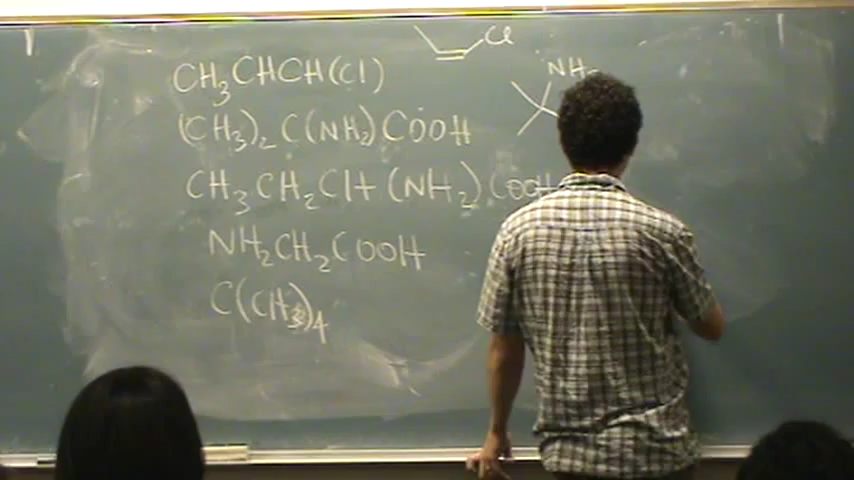 Cl
CH₃CHCH(Cl)
NH₂
(CH₃)₂C(NH₂)COOH
CH₃CH₂CH(NH₂)COOH
NH₂CH₂COOH
C(CH₃)₄